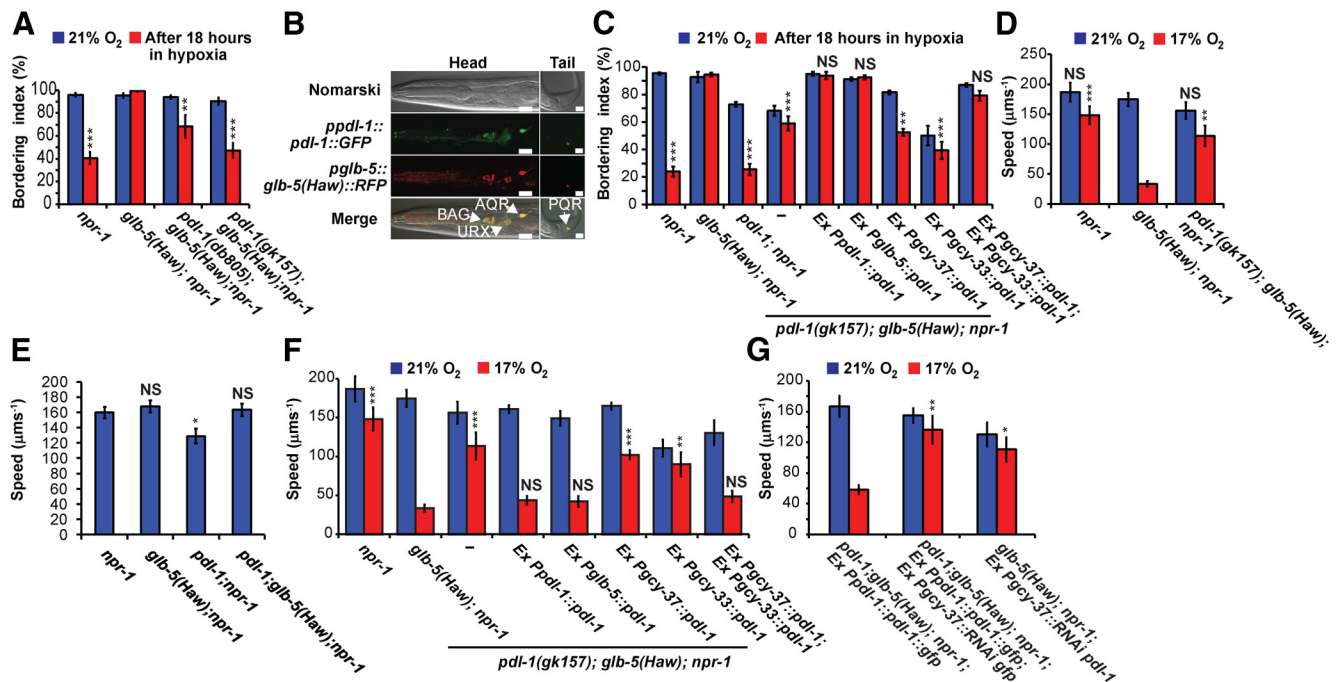 A
21% O2 After 18 hours in hypoxia
Bordering index (%)
100
80
60
40
20
0
***
**
***
npr-1
glb-5(Haw); npr-1
pdl-1(db805);
glb-5(Haw);npr-1
pdl-1(gk157);
glb-5(Haw);npr-1
B
Head Tail
Nomarski
ppdl-1::
pdl-1::GFP
pglb-5::
glb-5(Haw)::RFP
Merge
AQR
BAG
URX
PQR
C
21% O2 After 18 hours in hypoxia
Bordering index (%)
100
80
60
40
20
0
***
***
***
NS
NS
**
***
NS
npr-1
glb-5(Haw); npr-1
pdl-1; npr-1
–
Ex Ppdl-1::pdl-1
Ex Pglb-5::pdl-1
Ex Pgcy-37::pdl-1
Ex Pgcy-33::pdl-1
Ex Pgcy-37::pdl-1;
Ex Pgcy-33::pdl-1
pdl-1(gk157); glb-5(Haw); npr-1
D
21% O2 17% O2
Speed (μms-1)
250
200
150
100
50
0
NS
***
NS
**
npr-1
glb-5(Haw); npr-1
pdl-1(gk157); glb-5(Haw);
npr-1
E
Speed (μms-1)
200
180
160
140
120
100
80
60
40
20
0
NS
*
NS
npr-1
glb-5(Haw);npr-1
pdl-1;npr-1
pdl-1;glb-5(Haw);npr-1
F
21% O2 17% O2
Speed (μms-1)
200
150
100
50
0
***
***
NS
NS
***
**
NS
npr-1
glb-5(Haw); npr-1
–
Ex Ppdl-1::pdl-1
Ex Pglb-5::pdl-1
Ex Pgcy-37::pdl-1
Ex Pgcy-33::pdl-1
Ex Pgcy-37::pdl-1;
Ex Pgcy-33::pdl-1
pdl-1(gk157); glb-5(Haw); npr-1
G
21% O2 17% O2
Speed (μms-1)
200
160
120
80
40
0
**
*
pdl-1;glb-5(Haw); npr-1;
Ex Ppdl-1::pdl-1::gfp
pdl-1;glb-5(Haw); npr-1;
Ex Ppdl-1::pdl-1::gfp;
Ex Pgcy-37::RNAi gfp
glb-5(Haw); npr-1;
Ex Pgcy-37::RNAi pdl-1